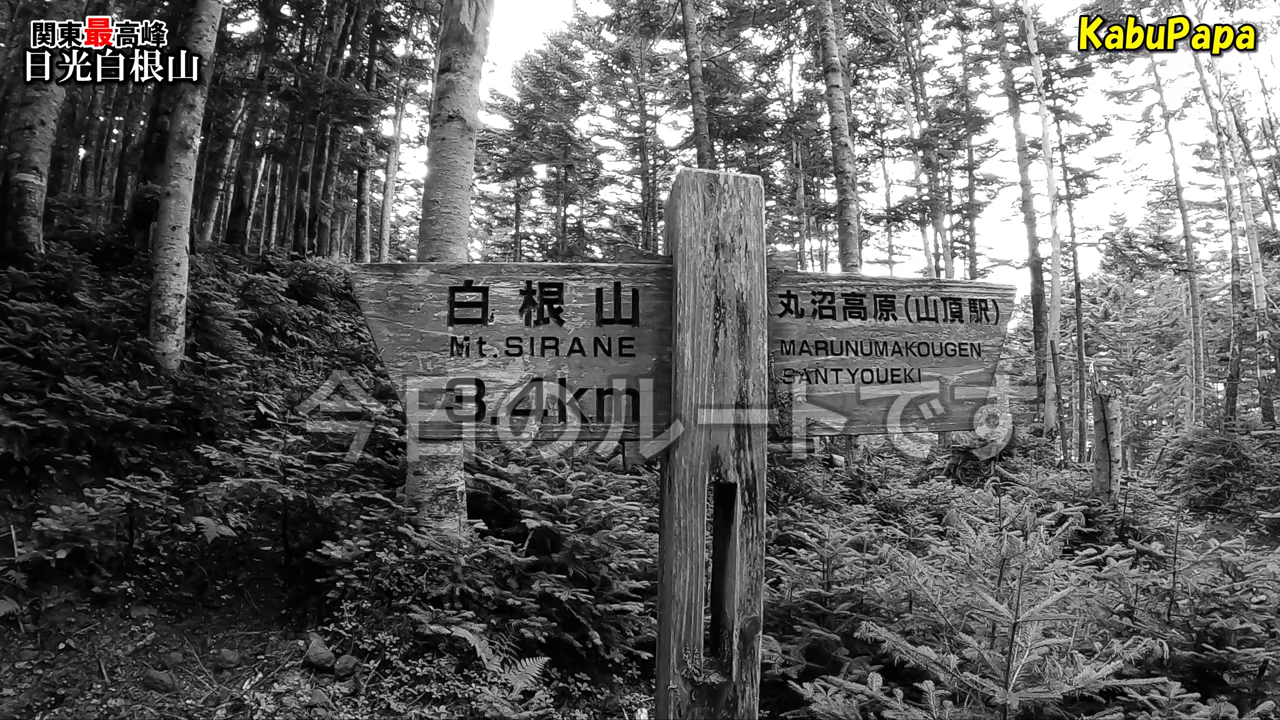 関東最高峰
日光白根山
KabuPapa
白根山
Mt.SIRANE
3.4km
丸沼高原(山頂駅)
MARUNUMAKOUGEN
SANTYOUEKI
今日のルートです